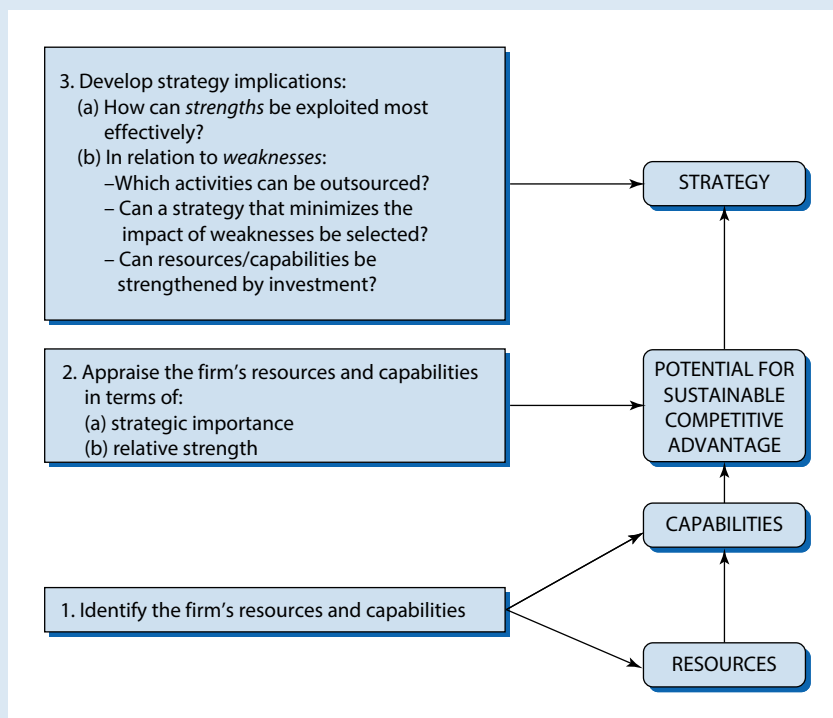 3. Develop strategy implications:
(a) How can strengths be exploited most
effectively?
(b) In relation to weaknesses:
–Which activities can be outsourced?
– Can a strategy that minimizes the
impact of weaknesses be selected?
– Can resources/capabilities be
strengthened by investment?
STRATEGY
2. Appraise the firm’s resources and capabilities
in terms of:
(a) strategic importance
(b) relative strength
POTENTIAL FOR
SUSTAINABLE
COMPETITIVE
ADVANTAGE
CAPABILITIES
1. Identify the firm’s resources and capabilities
RESOURCES